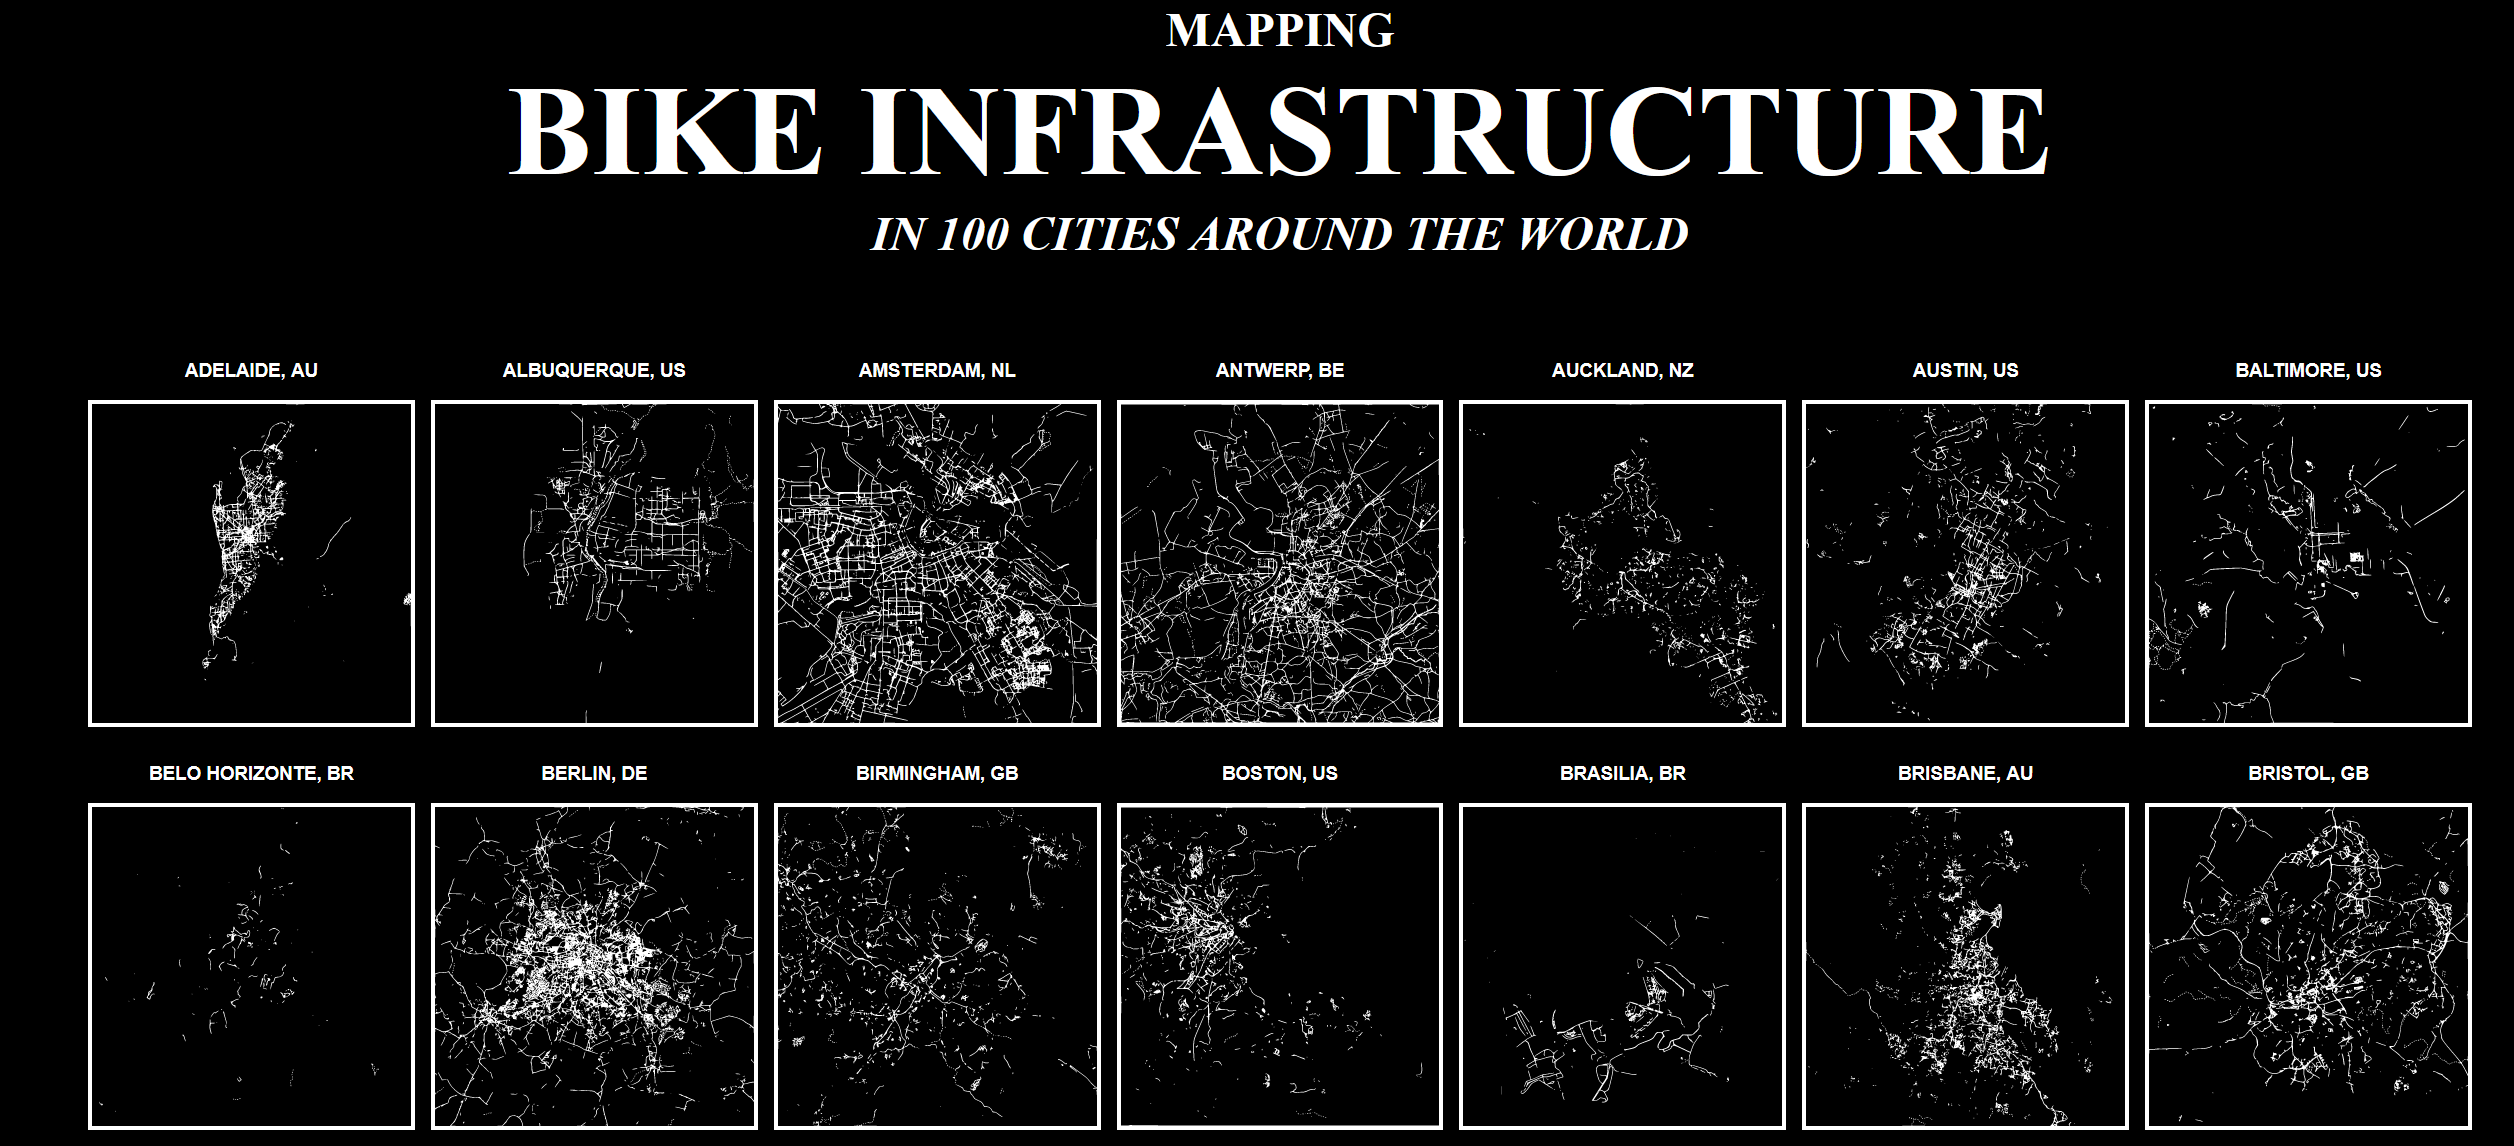 MAPPING
BIKE INFRASTRUCTURE
IN 100 CITIES AROUND THE WORLD
ADELAIDE, AU
ALBUQUERQUE, US
AMSTERDAM, NL
ANTWERP, BE
AUCKLAND, NZ
AUSTIN, US
BALTIMORE, US
BELO HORIZONTE, BR
BERLIN, DE
BIRMINGHAM, GB
BOSTON, US
BRASILIA, BR
BRISBANE, AU
BRISTOL, GB